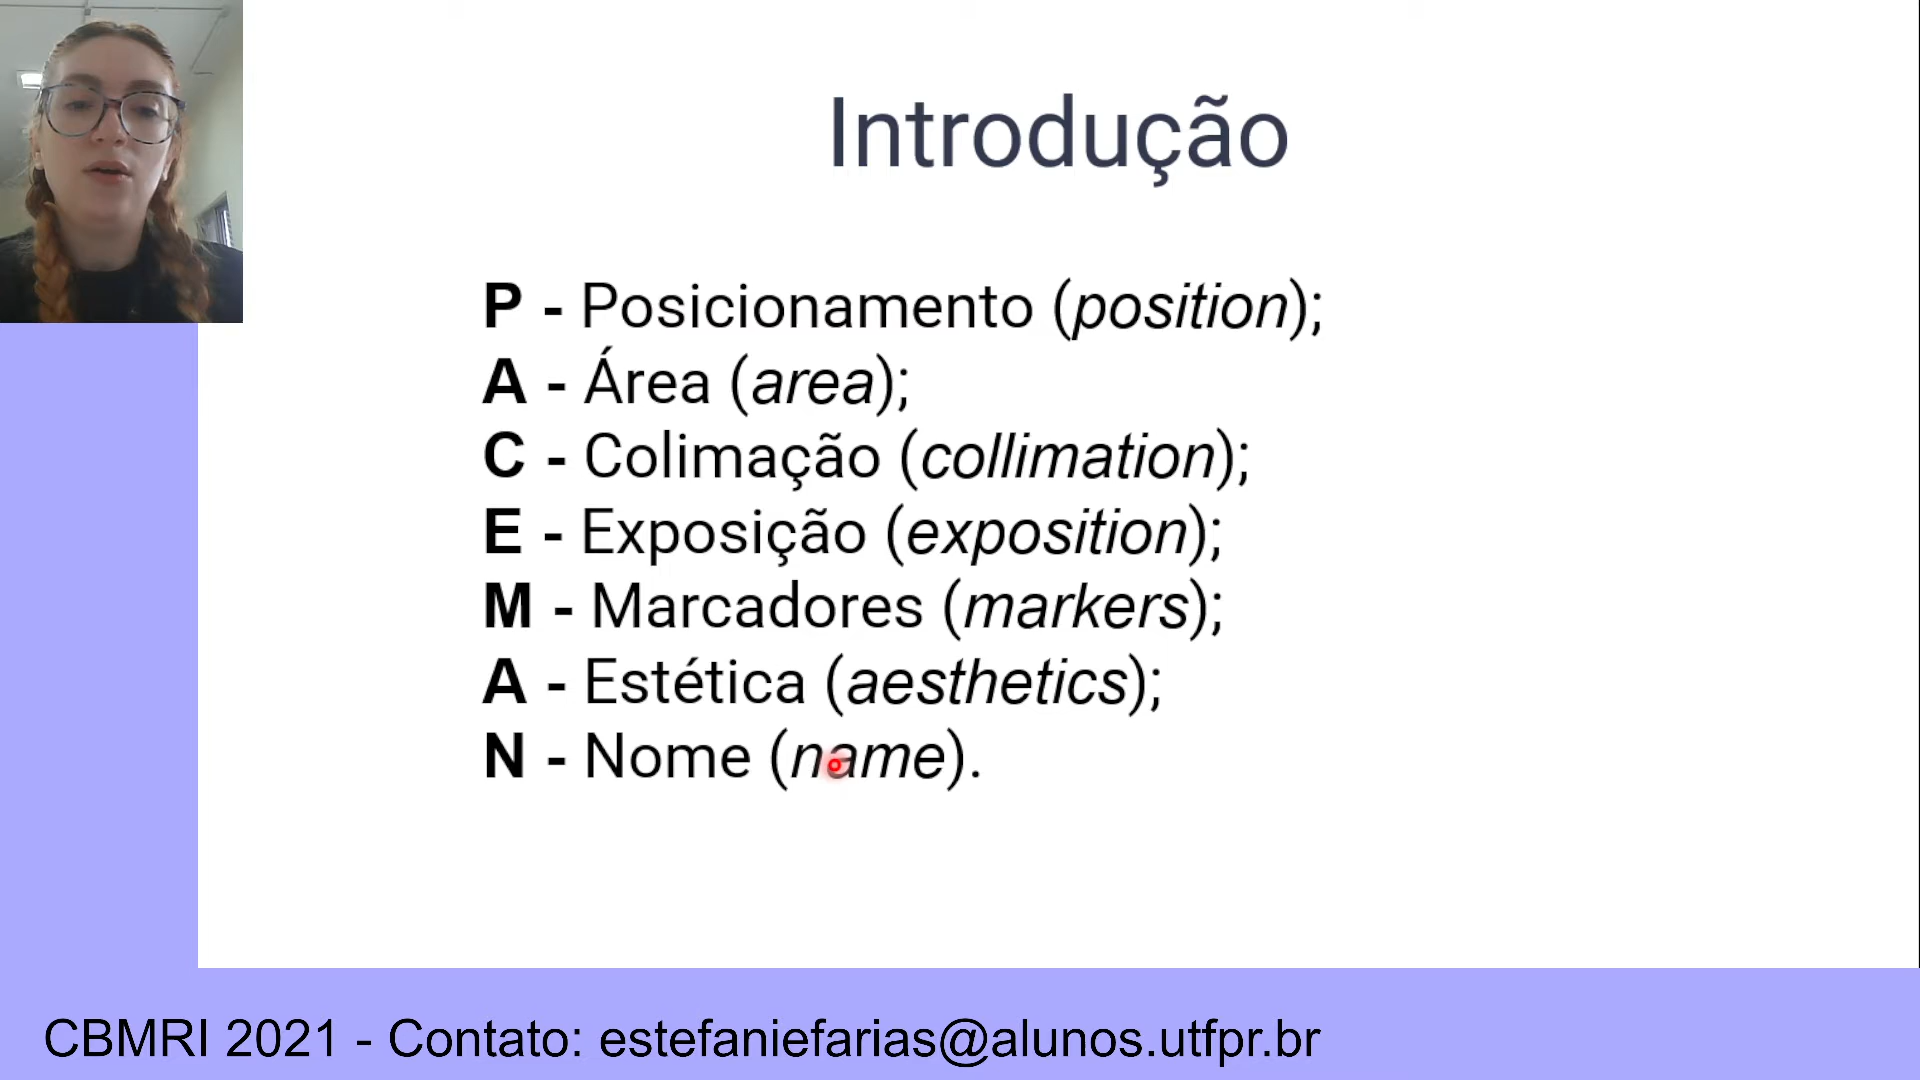 Introdução
P - Posicionamento (position);
A - Área (area);
C - Colimação (collimation);
E - Exposição (exposition);
M - Marcadores (markers);
A - Estética (aesthetics);
N - Nome (name).
CBMRI 2021 - Contato: estefaniefarias@alunos.utfpr.br